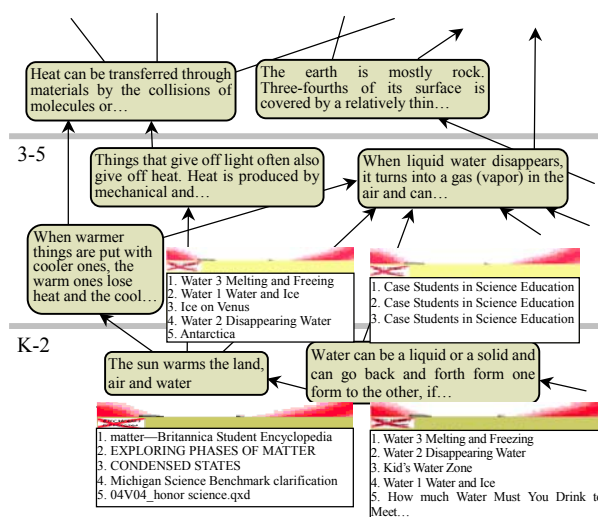 Heat can be transferred through
materials by the collisions of
molecules or…
The earth is mostly rock.
Three-fourths of its surface is
covered by a relatively thin…
3-5
Things that give off light often also
give off heat. Heat is produced by
mechanical and…
When liquid water disappears,
it turns into a gas (vapor) in the
air and can…
When warmer
things are put with
cooler ones, the
warm ones lose
heat and the cool…
1. Water 3 Melting and Freeing
2. Water 1 Water and Ice
3. Ice on Venus
4. Water 2 Disappearing Water
5. Antarctica
1. Case Students in Science Education
2. Case Students in Science Education
3. Case Students in Science Education
K-2
The sun warms the land,
air and water
Water can be a liquid or a solid and
can go back and forth form one
form to the other, if…
1. matter—Britannica Student Encyclopedia
2. EXPLORING PHASES OF MATTER
3. CONDENSED STATES
4. Michigan Science Benchmark clarification
5. 04V04_honor science.qxd
1. Water 3 Melting and Freezing
2. Water 2 Disappearing Water
3. Kid's Water Zone
4. Water 1 Water and Ice
5. How much Water Must You Drink to
Meet…